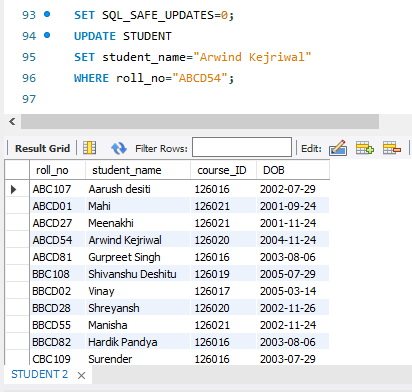 93 SET SQL_SAFE_UPDATES=0;
94 UPDATE STUDENT
95 SET student_name="Arwind Kejriwal"
96 WHERE roll_no="ABCD54";
97
Result Grid Filter Rows: Edit:
roll_no student_name course_ID DOB
ABC107 Aarush desiti 126016 2002-07-29
ABCD01 Mahi 126021 2001-09-24
ABCD27 Meenakhi 126021 2001-11-24
ABCD54 Arwind Kejriwal 126020 2004-11-24
ABCD81 Gurpreet Singh 126016 2003-08-06
BBC108 Shivanshu Deshitu 126019 2005-07-29
BBCD02 Vinay 126017 2005-03-14
BBCD28 Shreyansh 126020 2002-11-26
BBCD55 Manisha 126021 2002-11-24
BBCD82 Hardik Pandya 126016 2003-08-06
CBC109 Surender 126016 2003-07-29
STUDENT 2